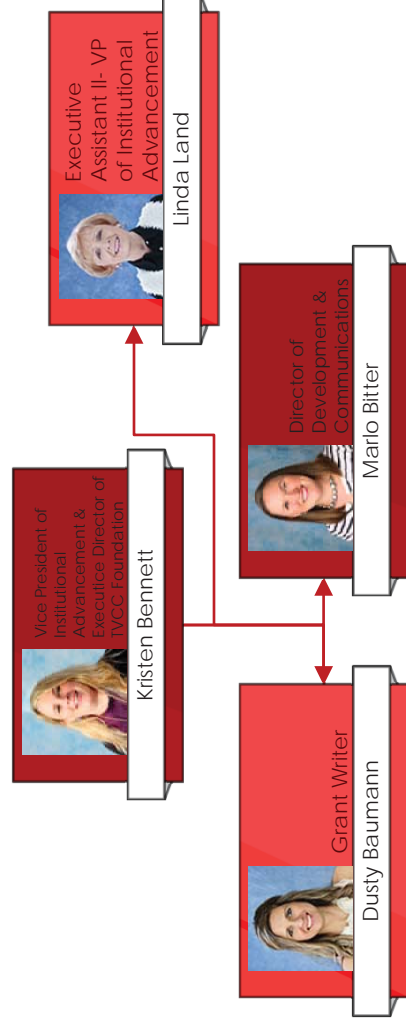 Vice President of
Institutional
Advancement &
Executice Director of
TVCC Foundation
Kristen Bennett
Executive
Assistant II- VP
of Institutional
Advancement
Linda Land
Grant Writer
Dusty Baumann
Director of
Development &
Communications
Marlo Bitter